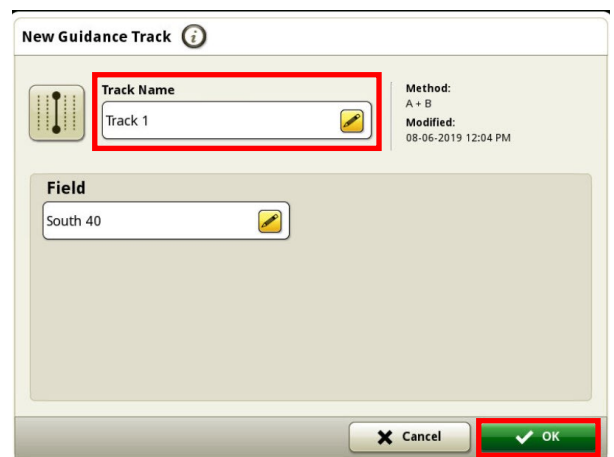 New Guidance Track i
Track Name
Track 1
Method:
A + B
Modified:
08-06-2019 12:04 PM
Field
South 40
Cancel
OK